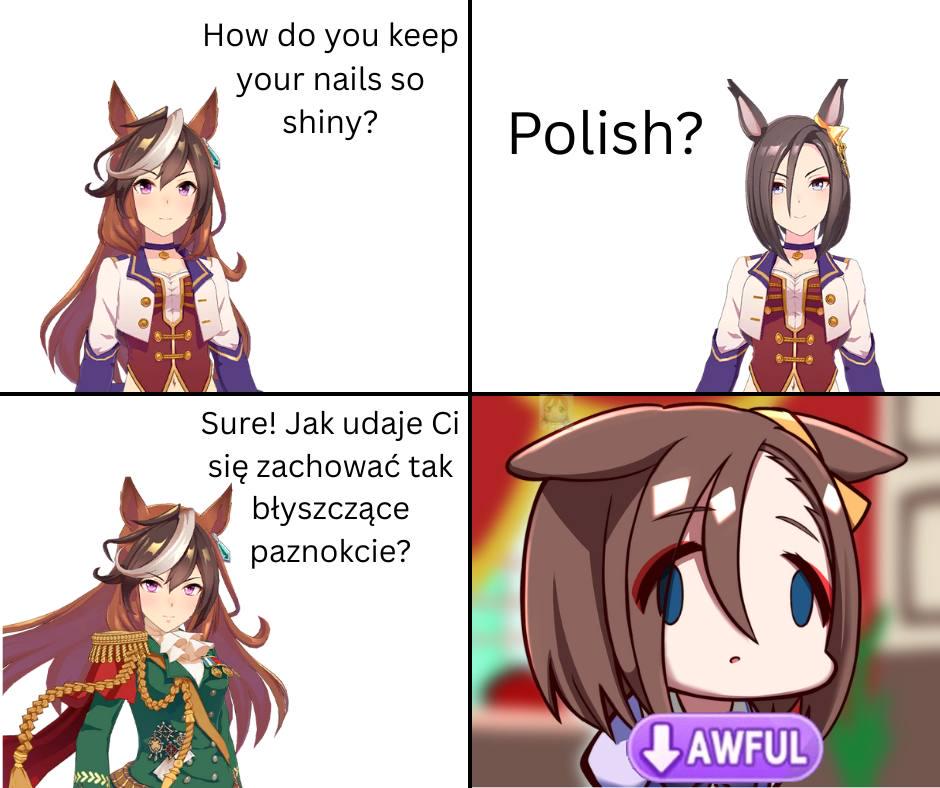 How do you keep
your nails so
shiny?
Polish?
Sure! Jak udaje Ci
się zachować tak
błyszczące
paznokcie?
AWFUL